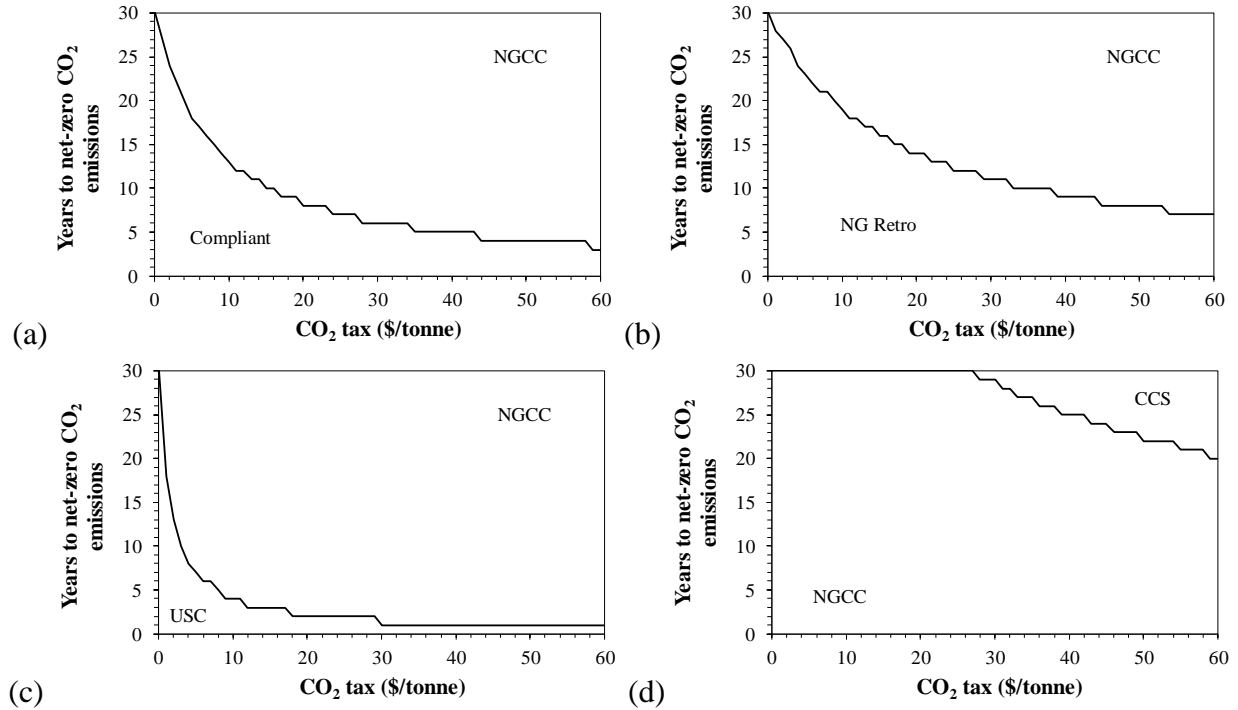 30
25
20
15
10
5
0
Years to net-zero CO₂
emissions
NGCC
Compliant
0 10 20 30 40 50 60
CO₂ tax ($/tonne)
(a)
30
25
20
15
10
5
0
Years to net-zero CO₂
emissions
NGCC
NG Retro
0 10 20 30 40 50 60
CO₂ tax ($/tonne)
(b)
30
25
20
15
10
5
0
Years to net-zero CO₂
emissions
NGCC
USC
0 10 20 30 40 50 60
CO₂ tax ($/tonne)
(c)
30
25
20
15
10
5
0
Years to net-zero CO₂
emissions
CCS
NGCC
0 10 20 30 40 50 60
CO₂ tax ($/tonne)
(d)